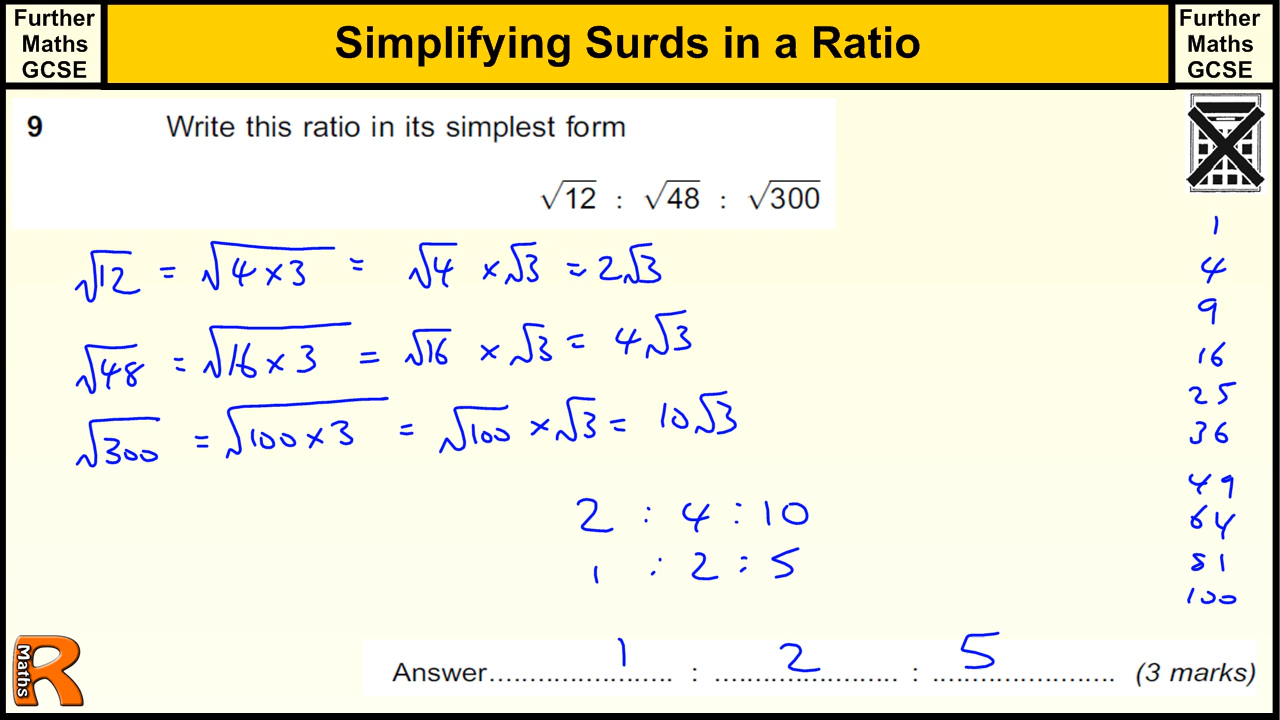 Further
Maths
GCSE
Simplifying Surds in a Ratio
Further
Maths
GCSE
9 Write this ratio in its simplest form
√12 : √48 : √300
√12 = √4×3 = √4 ×√3 = 2√3
√48 = √16×3 = √16 ×√3 = 4√3
√300 = √100×3 = √100 ×√3 = 10√3
2 : 4 : 10
1 : 2 : 5
1
4
9
16
25
36
49
64
81
100
R Maths
Answer...... 1 ...... : ...... 2 ...... : ...... 5 ...... (3 marks)